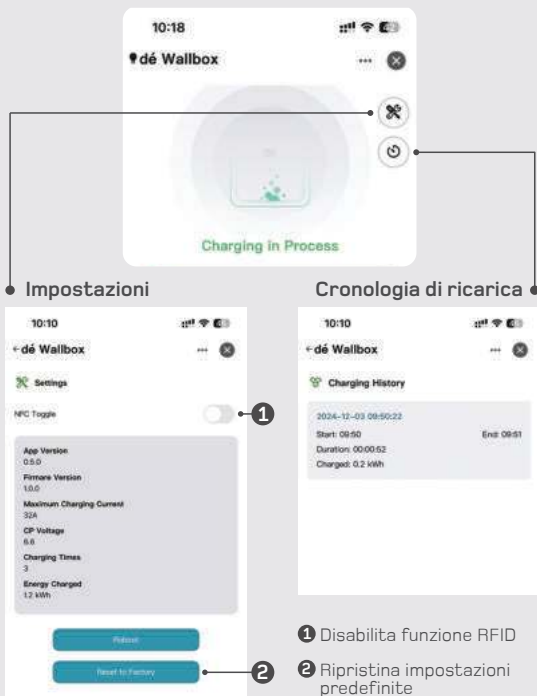 10:18
dé Wallbox
Charging in Process
Impostazioni
Cronologia di ricarica
10:10
dé Wallbox
Settings
NFC Toggle
1
App Version
0.5.0
Firmare Version
1.0.0
Maximum Charging Current
32A
CP Voltage
6.6
Charging Times
3
Energy Charged
1.2 kWh
Reboot
Reset to Factory
2
10:10
dé Wallbox
Charging History
2024-12-03 09:50:22
Start: 09:50 End: 09:51
Duration: 00:00:52
Charged: 0.2 kWh
1 Disabilita funzione RFID
2 Ripristina impostazioni
predefinite